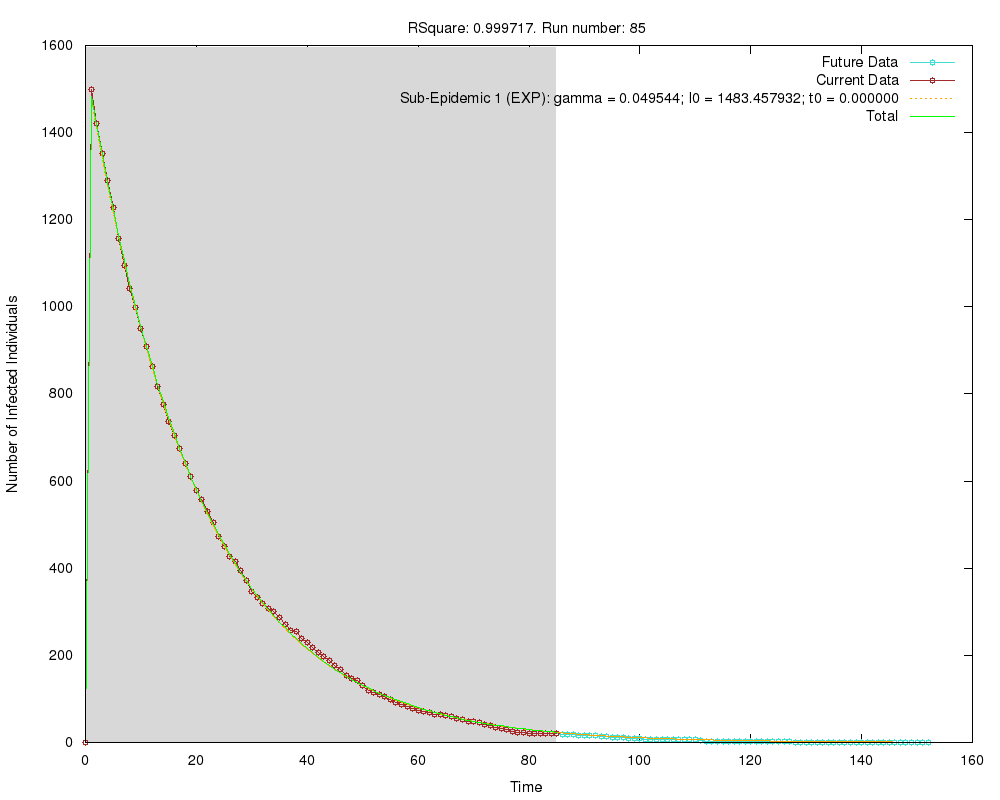 RSquare: 0.999717. Run number: 85
1600
1400
1200
1000
800
600
400
200
0
Number of Infected Individuals
Future Data
Current Data
Sub-Epidemic 1 (EXP): gamma = 0.049544; I0 = 1483.457932; t0 = 0.000000
Total
0 20 40 60 80 100 120 140 160
Time